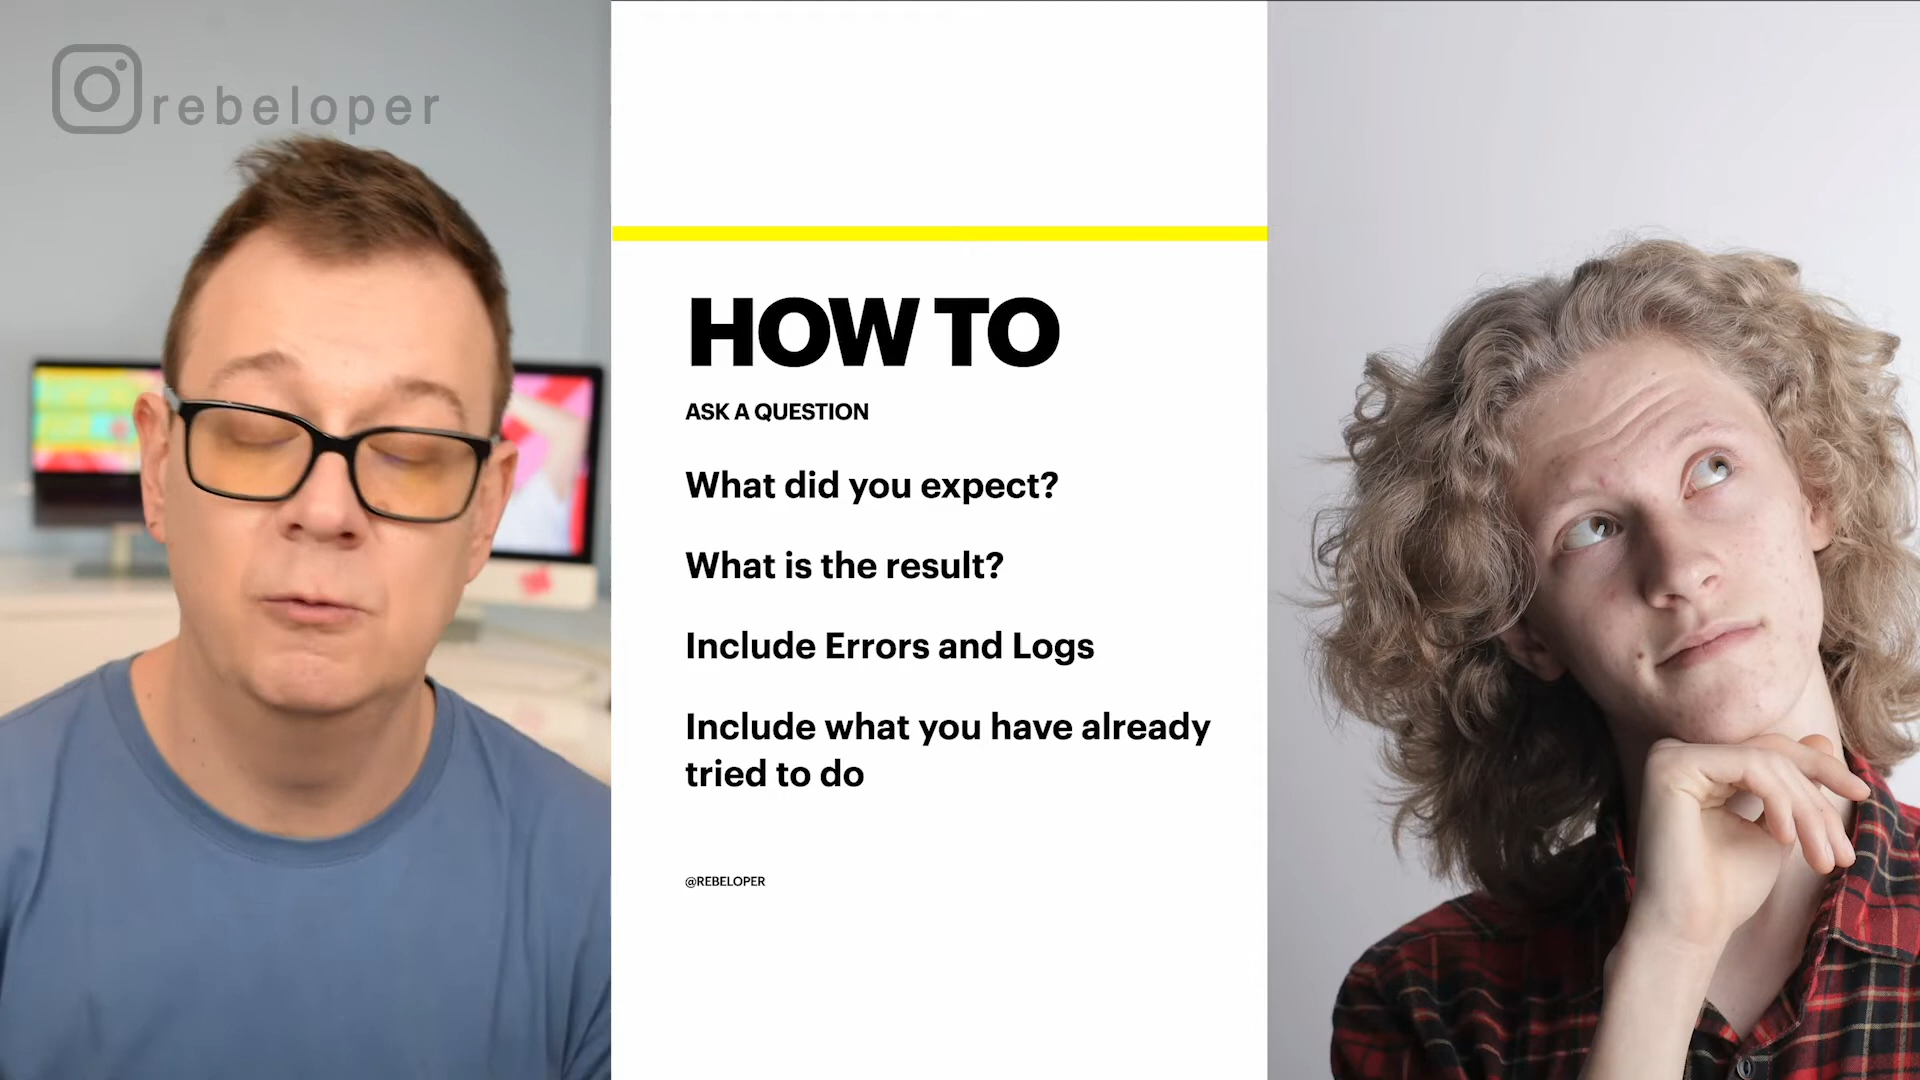 rebeloper
HOW TO
ASK A QUESTION
What did you expect?
What is the result?
Include Errors and Logs
Include what you have already
tried to do
@REBELOPER